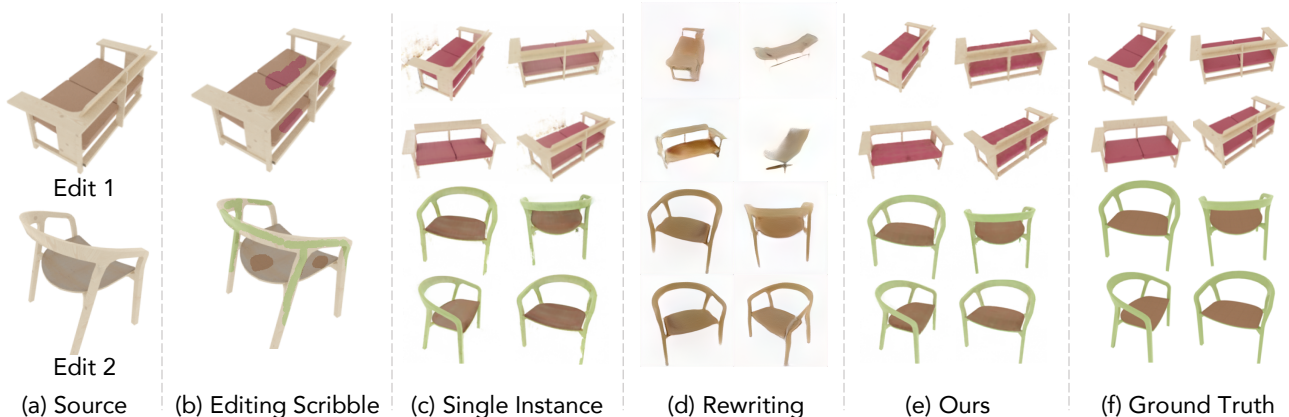 Edit 1
Edit 2
(a) Source
(b) Editing Scribble
(c) Single Instance
(d) Rewriting
(e) Ours
(f) Ground Truth